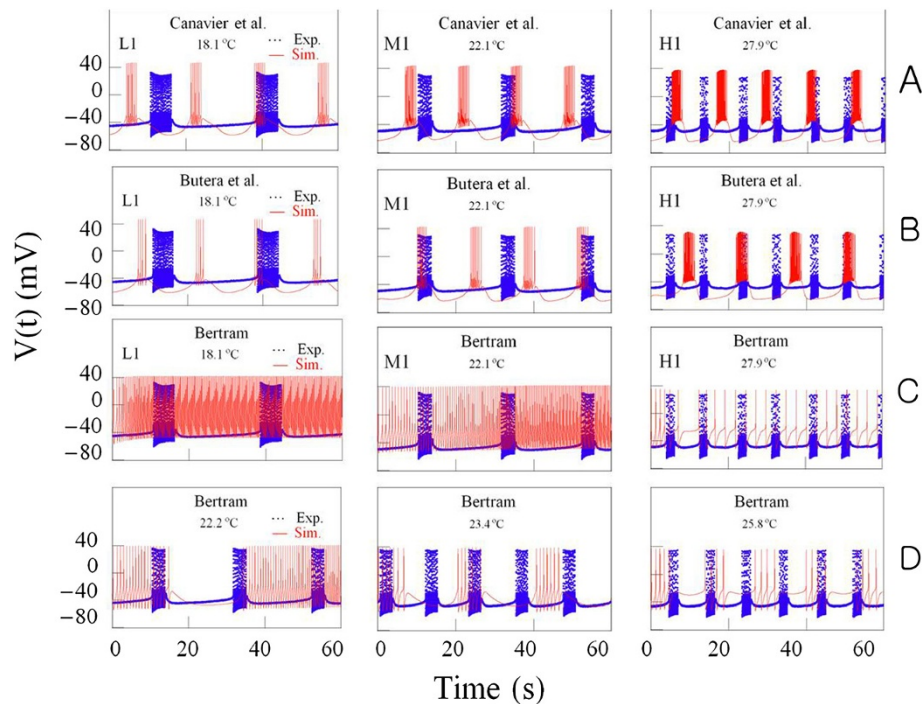 Canavier et al.
L1 18.1 °C ··· Exp.
— Sim.
Canavier et al.
M1 22.1 °C
Canavier et al.
H1 27.9 °C
A
40
0
−40
−80
Butera et al.
L1 18.1 °C ··· Exp.
— Sim.
Butera et al.
M1 22.1 °C
Butera et al.
H1 27.9 °C
B
40
0
−40
−80
Bertram
L1 18.1 °C ··· Exp.
— Sim.
Bertram
M1 22.1 °C
Bertram
H1 27.9 °C
C
40
0
−40
−80
Bertram
22.2 °C ··· Exp.
— Sim.
Bertram
23.4 °C
Bertram
25.8 °C
D
40
0
−40
−80
V(t) (mV)
0 20 40 60
0 20 40 60
0 20 40 60
Time (s)